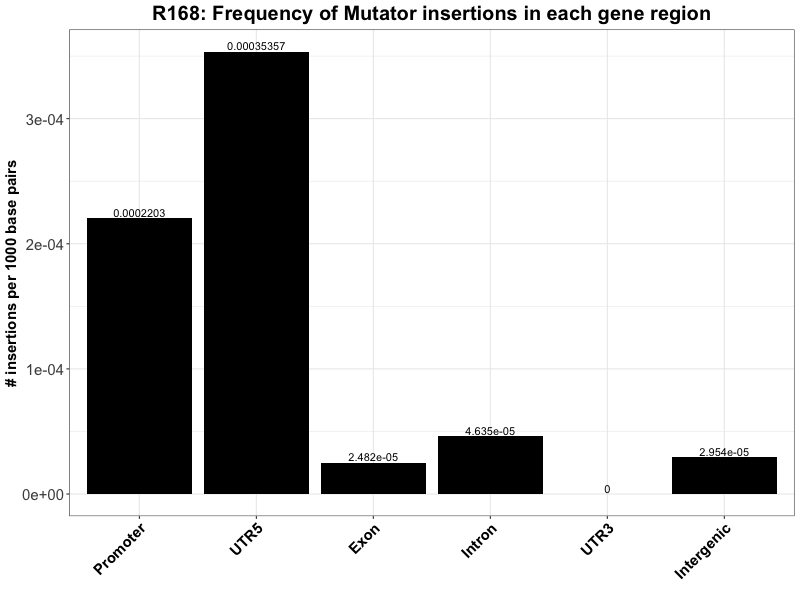 R168: Frequency of Mutator insertions in each gene region
# insertions per 1000 base pairs
3e-04
2e-04
1e-04
0e+00
0.0002203
0.00035357
2.482e-05
4.635e-05
0
2.954e-05
Promoter
UTR5
Exon
Intron
UTR3
Intergenic